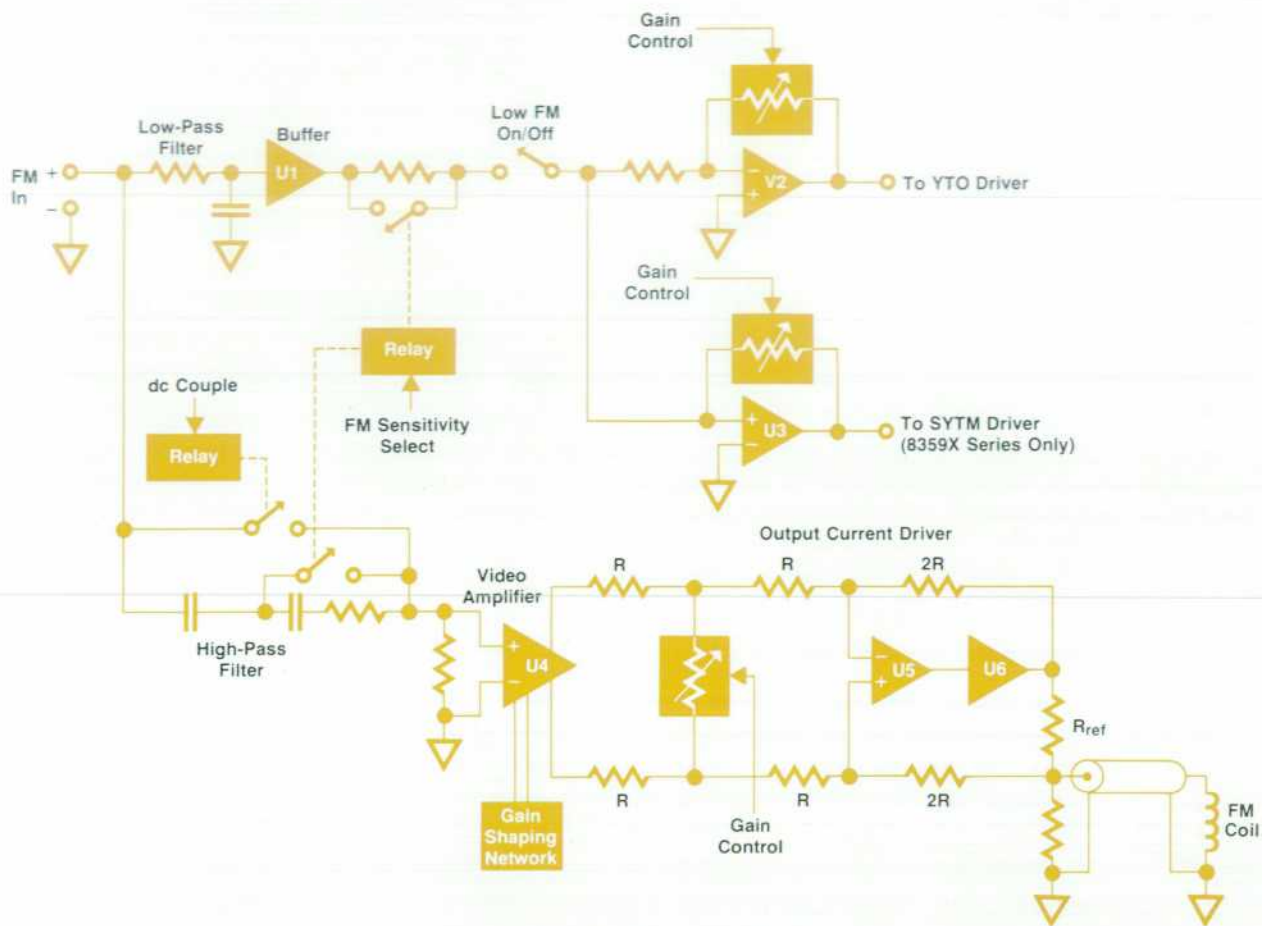 Gain
Control
Low-Pass
Filter
Buffer
Low FM
On/Off
FM
In
+
−
U1
−
+
V2
To YTO Driver
Gain
Control
Relay
FM Sensitivity
Select
dc Couple
Relay
+
−
U3
To SYTM Driver
(8359X Series Only)
Output Current Driver
R
R
2R
Video
Amplifier
High-Pass
Filter
+
−
U4
−
+
U5
U6
Rref
R
R
2R
Gain
Shaping
Network
Gain
Control
FM
Coil